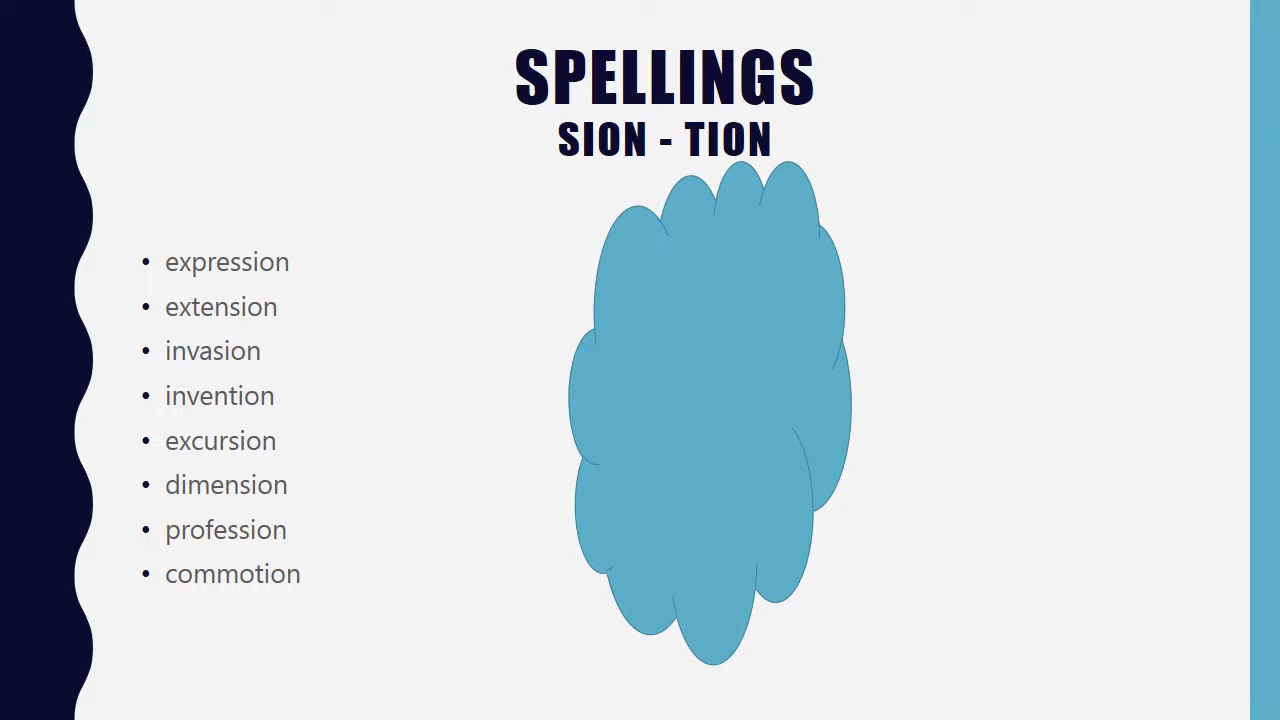 SPELLINGS
SION - TION
• expression
• extension
• invasion
• invention
• excursion
• dimension
• profession
• commotion